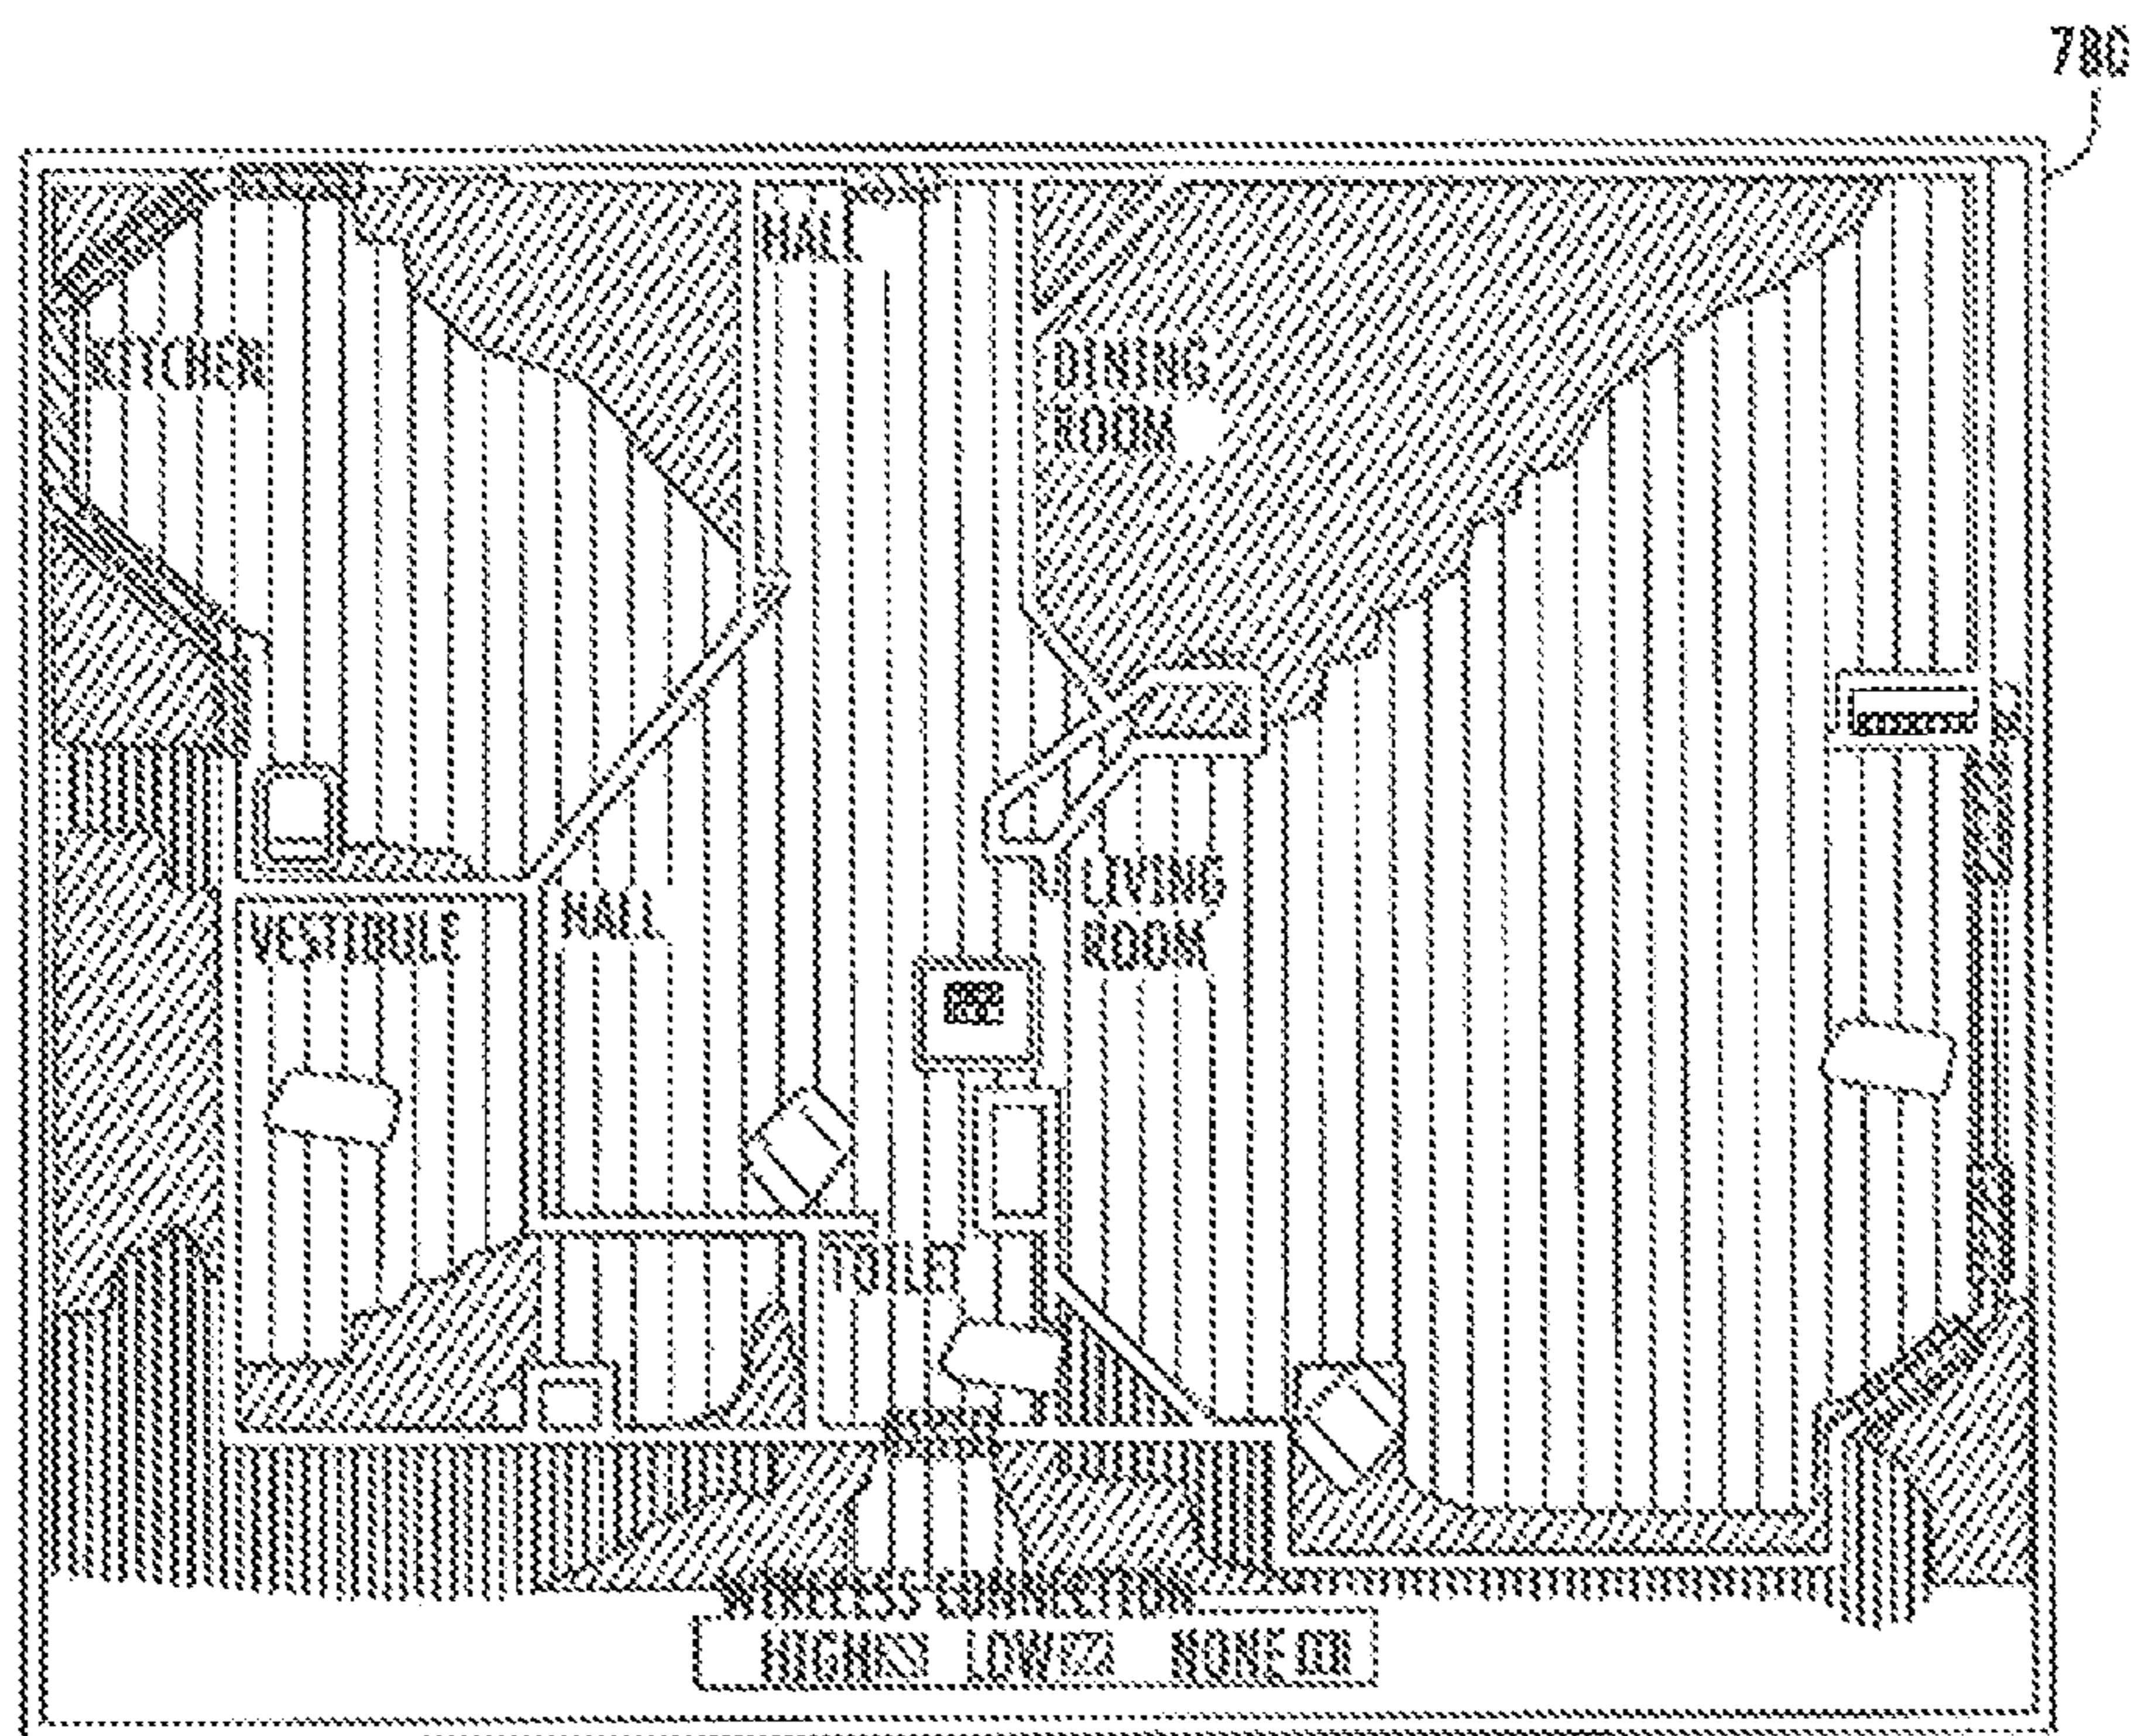 780
HALL
KITCHEN
DINING
ROOM
LIVING
ROOM
HALL
VESTIBULE
TOILET
WIRELESS CONNECTION
HIGH LOW NONE